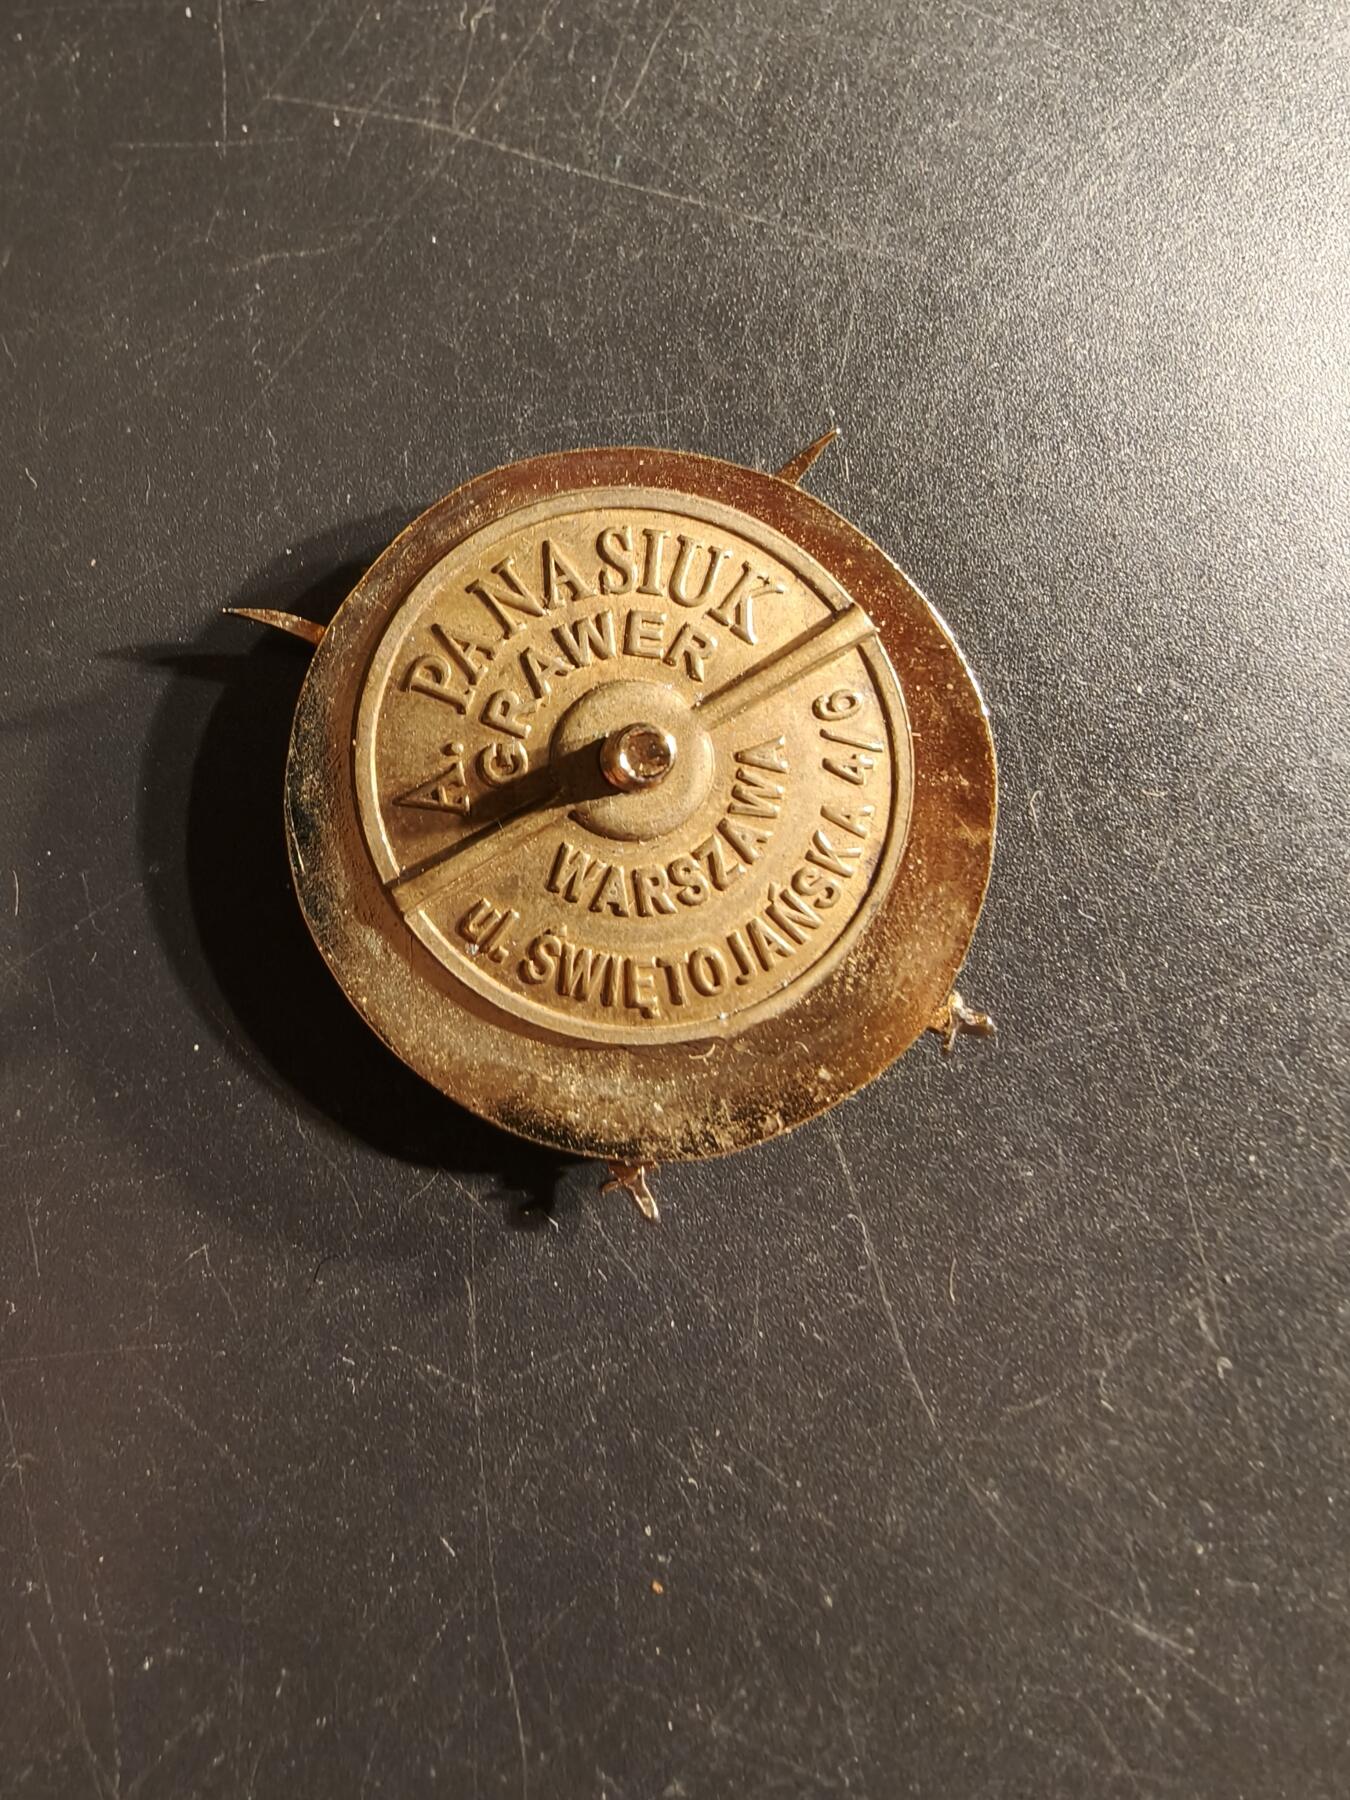 A. PANASIUK
GRAWER
WARSZAWA
ul. ŚWIĘTOJAŃSKA 4/6